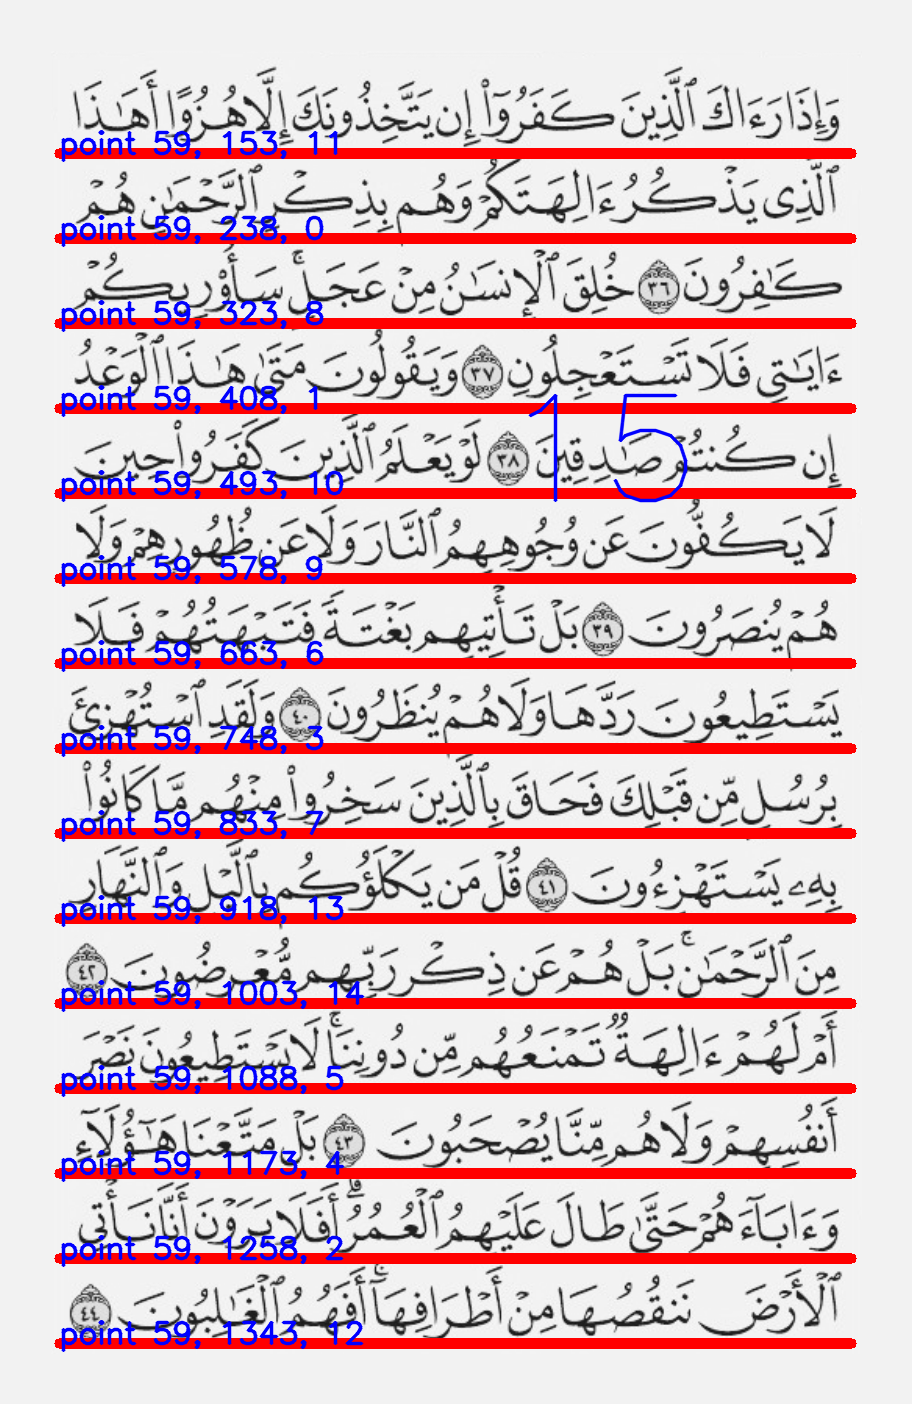 وَإِذَا رَءَاكَ ٱلَّذِينَ كَفَرُوٓا۟ إِن يَتَّخِذُونَكَ إِلَّا هُزُوًا أَهَـٰذَا
point 59, 153, 11
ٱلَّذِى يَذْكُرُ ءَالِهَتَكُمْ وَهُم بِذِكْرِ ٱلرَّحْمَـٰنِ هُمْ
point 59, 238, 0
كَـٰفِرُونَ ٣٦ خُلِقَ ٱلْإِنسَـٰنُ مِنْ عَجَلٍ ۚ سَأُو۟رِيكُمْ
point 59, 323, 8
ءَايَـٰتِى فَلَا تَسْتَعْجِلُونِ ٣٧ وَيَقُولُونَ مَتَىٰ هَـٰذَا ٱلْوَعْدُ
point 59, 408, 1
إِن كُنتُمْ صَـٰدِقِينَ ٣٨ لَوْ يَعْلَمُ ٱلَّذِينَ كَفَرُوا۟ حِينَ
15
point 59, 493, 10
لَا يَكُفُّونَ عَن وُجُوهِهِمُ ٱلنَّارَ وَلَا عَن ظُهُورِهِمْ وَلَا
point 59, 578, 9
هُمْ يُنصَرُونَ ٣٩ بَلْ تَأْتِيهِم بَغْتَةً فَتَبْهَتُهُمْ فَلَا
point 59, 663, 6
يَسْتَطِيعُونَ رَدَّهَا وَلَا هُمْ يُنظَرُونَ ٤٠ وَلَقَدِ ٱسْتُهْزِئَ
point 59, 748, 3
بِرُسُلٍ مِّن قَبْلِكَ فَحَاقَ بِٱلَّذِينَ سَخِرُوا۟ مِنْهُم مَّا كَانُوا۟
point 59, 833, 7
بِهِۦ يَسْتَهْزِءُونَ ٤١ قُلْ مَن يَكْلَؤُكُم بِٱلَّيْلِ وَٱلنَّهَارِ
point 59, 918, 13
مِنَ ٱلرَّحْمَـٰنِ ۗ بَلْ هُمْ عَن ذِكْرِ رَبِّهِم مُّعْرِضُونَ ٤٢
point 59, 1003, 14
أَمْ لَهُمْ ءَالِهَةٌ تَمْنَعُهُم مِّن دُونِنَا ۚ لَا يَسْتَطِيعُونَ نَصْرَ
point 59, 1088, 5
أَنفُسِهِمْ وَلَا هُم مِّنَّا يُصْحَبُونَ ٤٣ بَلْ مَتَّعْنَا هَـٰٓؤُلَآءِ
point 59, 1173, 4
وَءَابَآءَهُمْ حَتَّىٰ طَالَ عَلَيْهِمُ ٱلْعُمُرُ ۗ أَفَلَا يَرَوْنَ أَنَّا نَأْتِى
point 59, 1258, 2
ٱلْأَرْضَ نَنقُصُهَا مِنْ أَطْرَافِهَآ ۚ أَفَهُمُ ٱلْغَـٰلِبُونَ ٤٤
point 59, 1343, 12